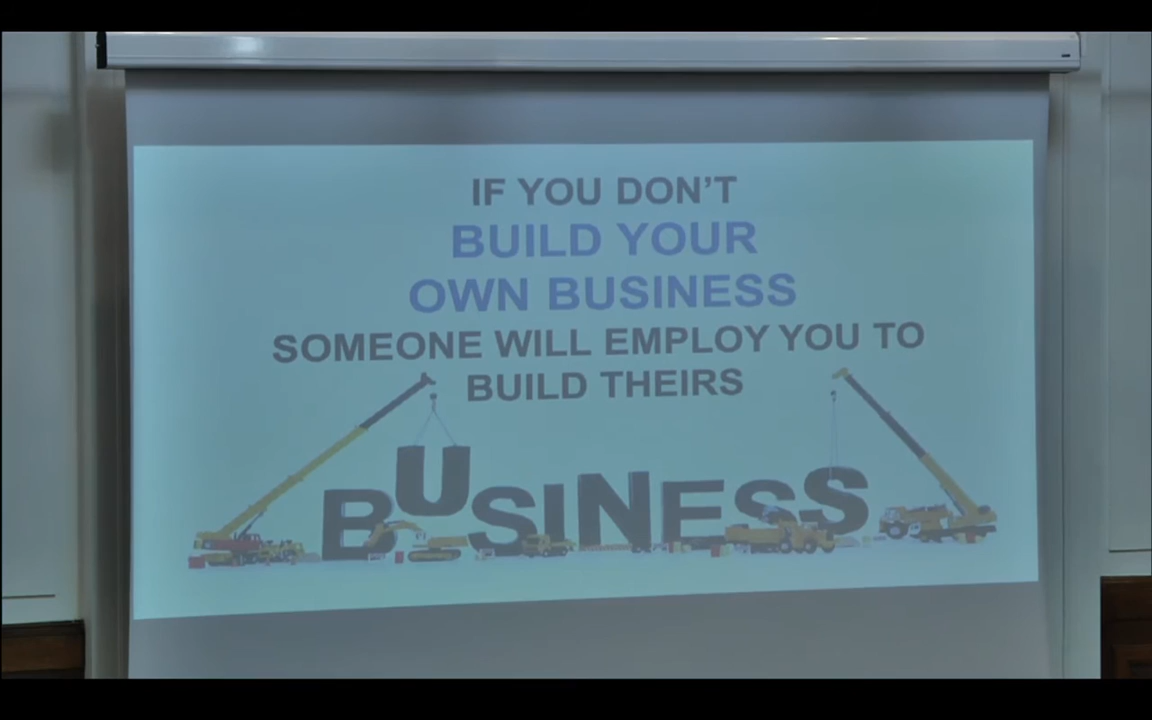 IF YOU DON'T
BUILD YOUR
OWN BUSINESS
SOMEONE WILL EMPLOY YOU TO
BUILD THEIRS
BUSINESS